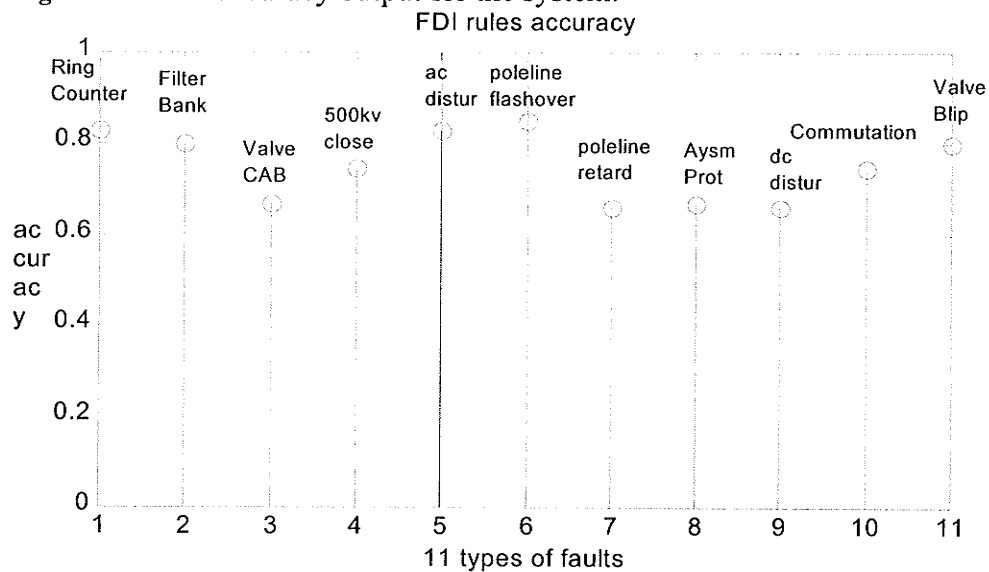 FDI rules accuracy
1
Ring
Counter
Filter
Bank
Valve
CAB
500kv
close
ac
distur
poleline
flashover
poleline
retard
Aysm
Prot
dc
distur
Commutation
Valve
Blip
0.8
0.6
0.4
0.2
0
ac
cur
ac
y
1 2 3 4 5 6 7 8 9 10 11
11 types of faults